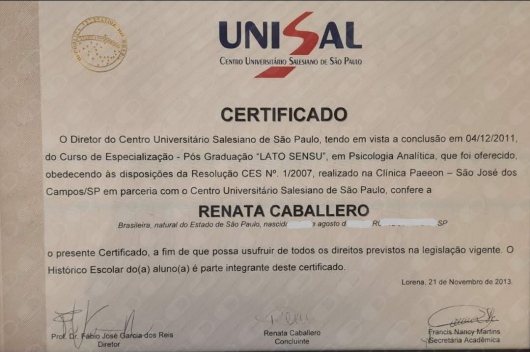 UNISAL
CENTRO UNIVERSITÁRIO SALESIANO DE SÃO PAULO
CERTIFICADO
O Diretor do Centro Universitário Salesiano de São Paulo, tendo em vista a conclusão em 04/12/2011,
do Curso de Especialização - Pós Graduação "LATO SENSU", em Psicologia Analítica, que foi oferecido,
obedecendo às disposições da Resolução CES Nº. 1/2007, realizado na Clínica Paeeon – São José dos
Campos/SP em parceria com o Centro Universitário Salesiano de São Paulo, confere a
RENATA CABALLERO
Brasileira, natural do Estado de São Paulo, nascid a agosto d SP
o presente Certificado, a fim de que possa usufruir de todos os direitos previstos na legislação vigente. O
Histórico Escolar do(a) aluno(a) é parte integrante deste certificado.
Lorena, 21 de Novembro de 2013.
Prof. Dr. Fábio José Garcia dos Reis
Diretor
Renata Caballero
Concluinte
Francis Nancy Martins
Secretária Acadêmica